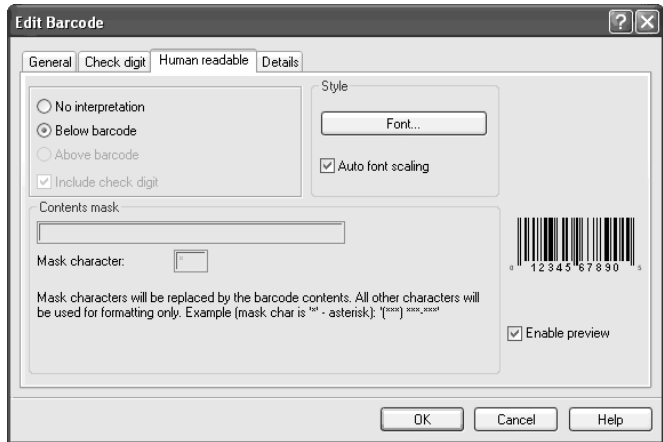 Edit Barcode
General Check digit Human readable Details
No interpretation
Below barcode
Above barcode
Include check digit
Style
Font...
Auto font scaling
Contents mask
Mask character: *
Mask characters will be replaced by the barcode contents. All other characters will
be used for formatting only. Example (mask char is '*' - asterisk): '(***) ***-***'
0 12345 67890 5
Enable preview
OK Cancel Help